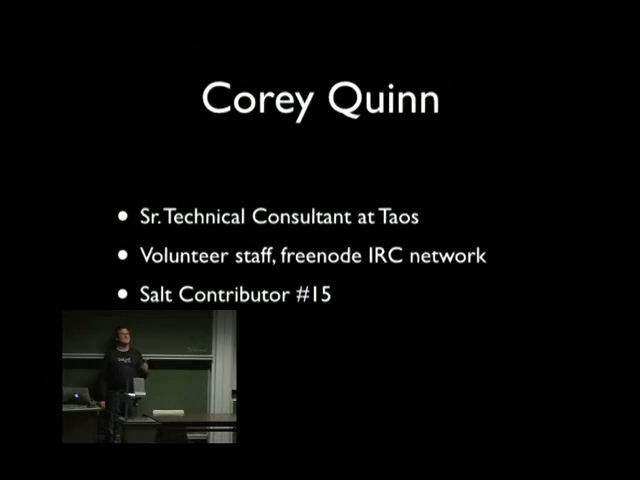 Corey Quinn
• Sr. Technical Consultant at Taos
• Volunteer staff, freenode IRC network
• Salt Contributor #15